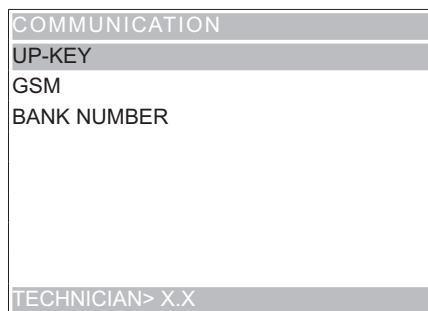 COMMUNICATION
UP-KEY
GSM
BANK NUMBER
TECHNICIAN> X.X